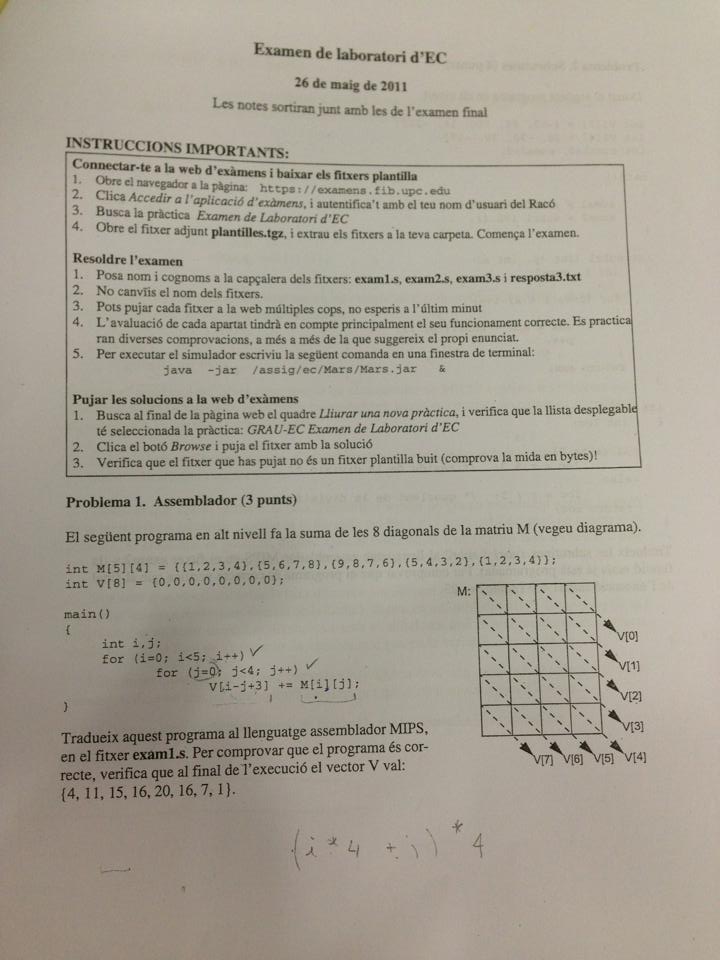 Examen de laboratori d'EC
26 de maig de 2011
Les notes sortiran junt amb les de l'examen final
INSTRUCCIONS IMPORTANTS:
Connectar-te a la web d'exàmens i baixar els fitxers plantilla
1. Obre el navegador a la pàgina: https://examens.fib.upc.edu
2. Clica Accedir a l'aplicació d'exàmens, i autentifica't amb el teu nom d'usuari del Racó
3. Busca la pràctica Examen de Laboratori d'EC
4. Obre el fitxer adjunt plantilles.tgz, i extrau els fitxers a la teva carpeta. Comença l'examen.
Resoldre l'examen
1. Posa nom i cognoms a la capçalera dels fitxers: exam1.s, exam2.s, exam3.s i resposta3.txt
2. No canvïis el nom dels fitxers.
3. Pots pujar cada fitxer a la web múltiples cops, no esperis a l'últim minut
4. L'avaluació de cada apartat tindrà en compte principalment el seu funcionament correcte. Es practica
ran diverses comprovacions, a més a més de la que suggereix el propi enunciat.
5. Per executar el simulador escriviu la següent comanda en una finestra de terminal:
java -jar /assig/ec/Mars/Mars.jar &
Pujar les solucions a la web d'exàmens
1. Busca al final de la pàgina web el quadre Lliurar una nova pràctica, i verifica que la llista desplegable
té seleccionada la pràctica: GRAU-EC Examen de Laboratori d'EC
2. Clica el botó Browse i puja el fitxer amb la solució
3. Verifica que el fitxer que has pujat no és un fitxer plantilla buit (comprova la mida en bytes)!
Problema 1. Assemblador (3 punts)
El següent programa en alt nivell fa la suma de les 8 diagonals de la matriu M (vegeu diagrama).
int M[5][4] = {{1,2,3,4},{5,6,7,8},{9,8,7,6},{5,4,3,2},{1,2,3,4}};
int V[8] = {0,0,0,0,0,0,0,0};
main()
{
int i,j;
for (i=0; i<5; i++)
for (j=0; j<4; j++)
V[i-j+3] += M[i][j];
}
M:
V[0]
V[1]
V[2]
V[3]
V[7] V[6] V[5] V[4]
Tradueix aquest programa al llenguatge assemblador MIPS,
en el fitxer exam1.s. Per comprovar que el programa és cor-
recte, verifica que al final de l'execució el vector V val:
{4, 11, 15, 16, 20, 16, 7, 1}.
(i * 4 + j) * 4